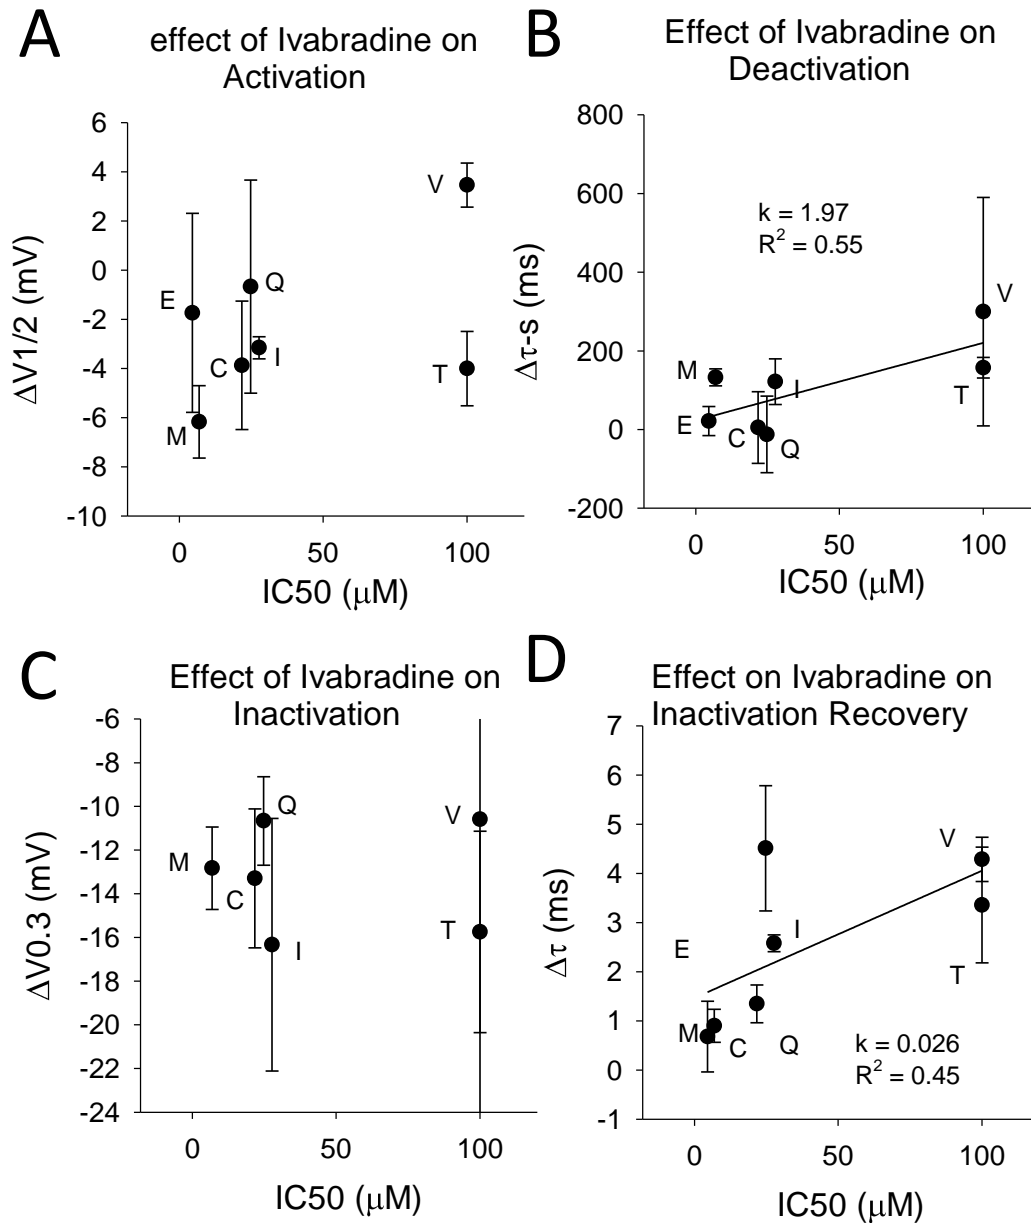 A
effect of Ivabradine on
Activation
6
4
2
0
-2
-4
-6
-8
-10
ΔV1/2 (mV)
E
M
C
Q
I
V
T
0
50
100
IC50 (μM)
B
Effect of Ivabradine on
Deactivation
800
600
400
200
0
-200
Δτ-s (ms)
k = 1.97
R² = 0.55
M
E
C
Q
I
V
T
0
50
100
IC50 (μM)
C
Effect of Ivabradine on
Inactivation
-6
-8
-10
-12
-14
-16
-18
-20
-22
-24
ΔV0.3 (mV)
M
C
Q
I
V
T
0
50
100
IC50 (μM)
D
Effect on Ivabradine on
Inactivation Recovery
7
6
5
4
3
2
1
0
-1
Δτ (ms)
E
M
C
Q
I
V
T
k = 0.026
R² = 0.45
0
50
100
IC50 (μM)